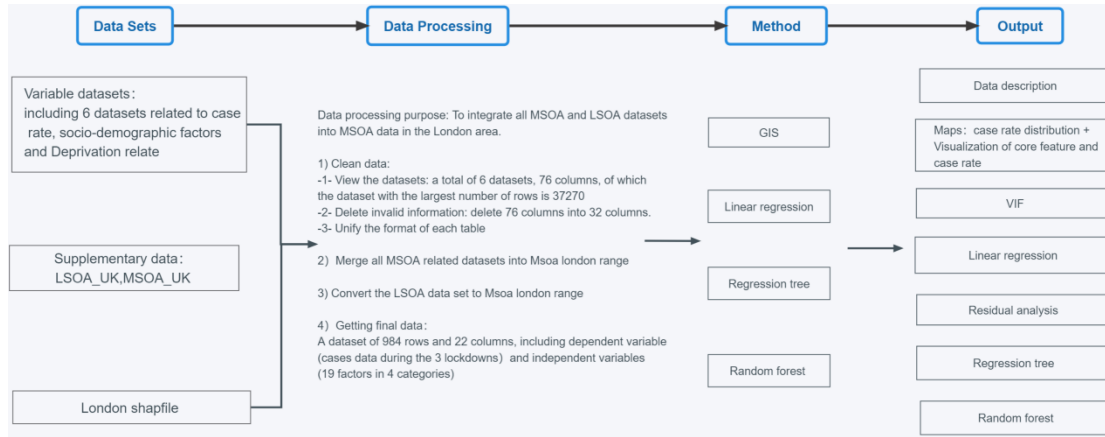 Data Sets
Data Processing
Method
Output
Variable datasets:
including 6 datasets related to case
rate, socio-demographic factors
and Deprivation relate
Supplementary data:
LSOA_UK,MSOA_UK
London shapfile
Data processing purpose: To integrate all MSOA and LSOA datasets
into MSOA data in the London area.
1) Clean data:
-1- View the datasets: a total of 6 datasets, 76 columns, of which
the dataset with the largest number of rows is 37270
-2- Delete invalid information: delete 76 columns into 32 columns.
-3- Unify the format of each table
2) Merge all MSOA related datasets into Msoa london range
3) Convert the LSOA data set to Msoa london range
4) Getting final data:
A dataset of 984 rows and 22 columns, including dependent variable
(cases data during the 3 lockdowns) and independent variables
(19 factors in 4 categories)
GIS
Linear regression
Regression tree
Random forest
Data description
Maps: case rate distribution +
Visualization of core feature and
case rate
VIF
Linear regression
Residual analysis
Regression tree
Random forest